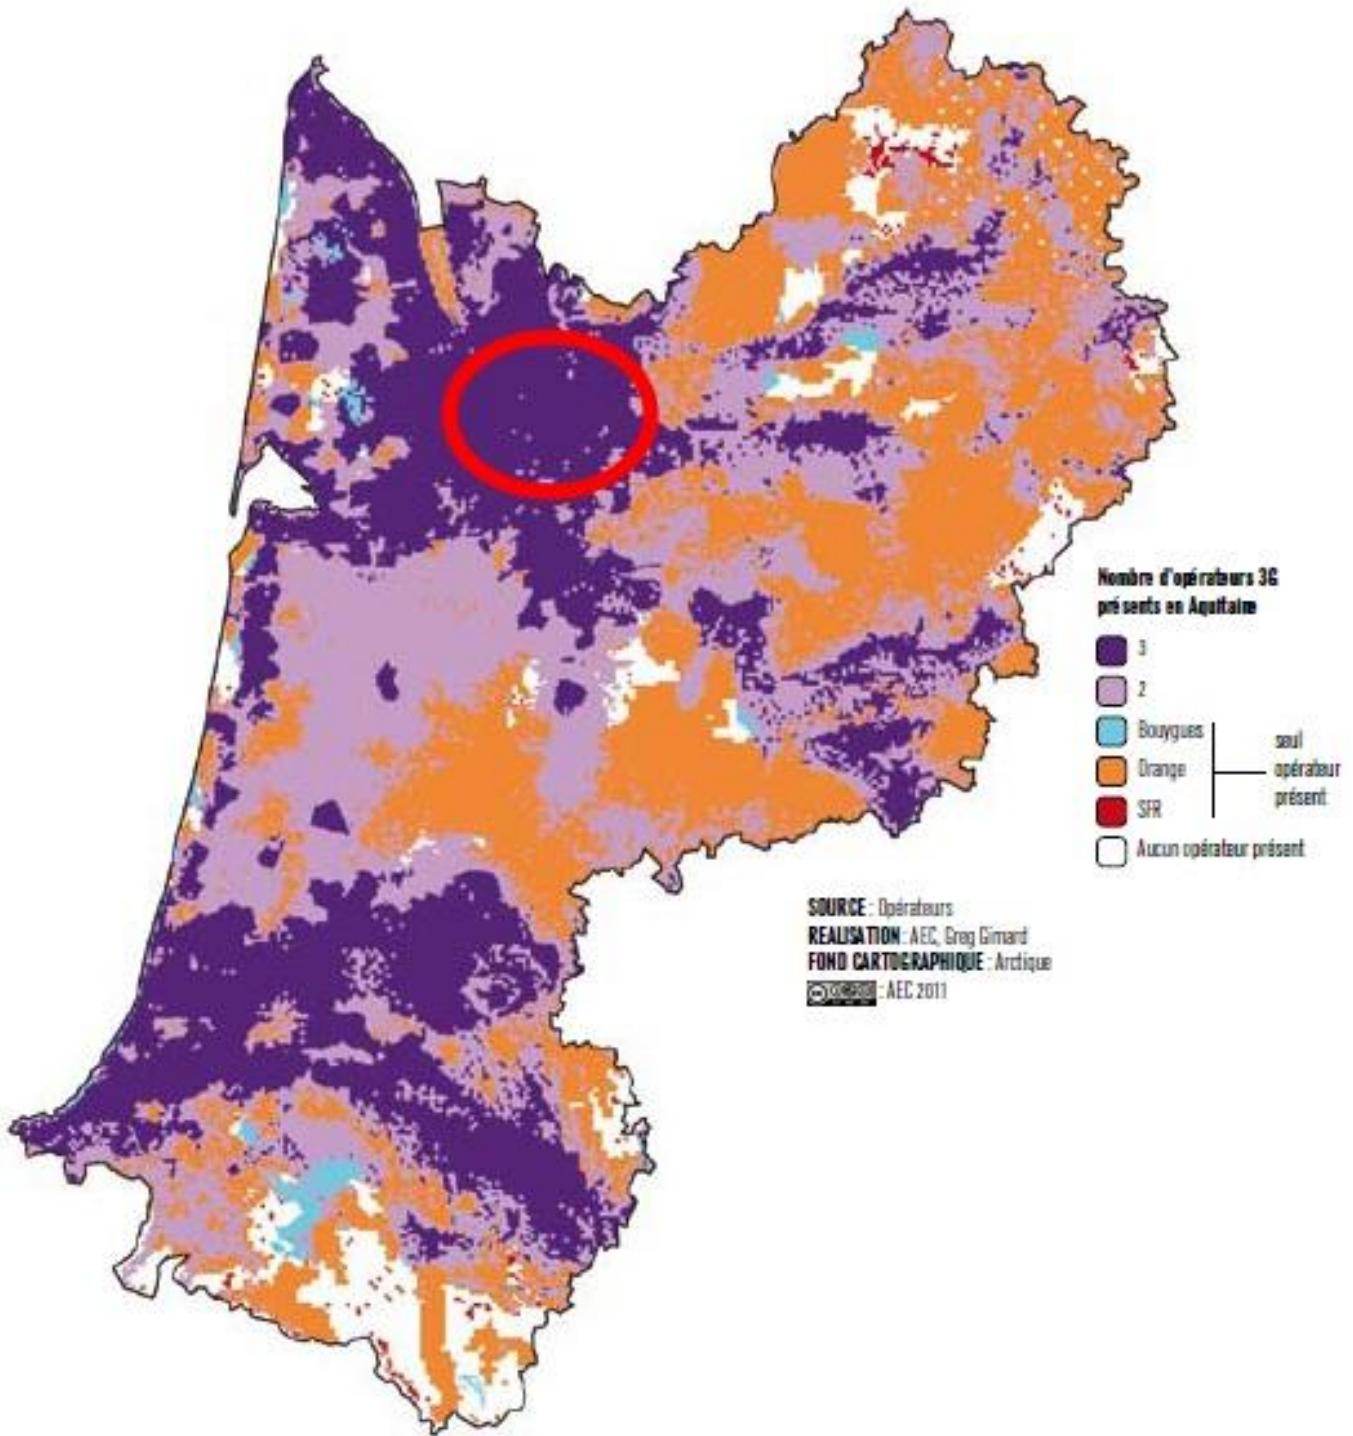 Nombre d'opérateurs 3G
présents en Aquitaine
3
2
Bouygues
Orange
SFR
seul
opérateur
présent
Aucun opérateur présent
SOURCE : Opérateurs
REALISATION : AEC, Greg Gimard
FOND CARTOGRAPHIQUE : Arctique
: AEC 2011